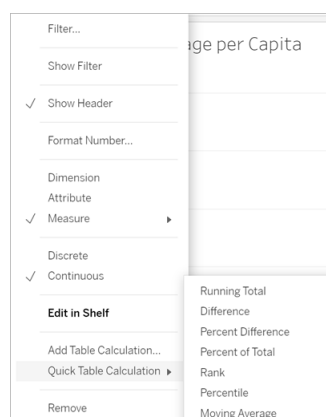 Filter...
age per Capita
Show Filter
Show Header
Format Number...
Dimension
Attribute
Measure
Discrete
Continuous
Edit in Shelf
Add Table Calculation...
Quick Table Calculation
Remove
Running Total
Difference
Percent Difference
Percent of Total
Rank
Percentile
Moving Average